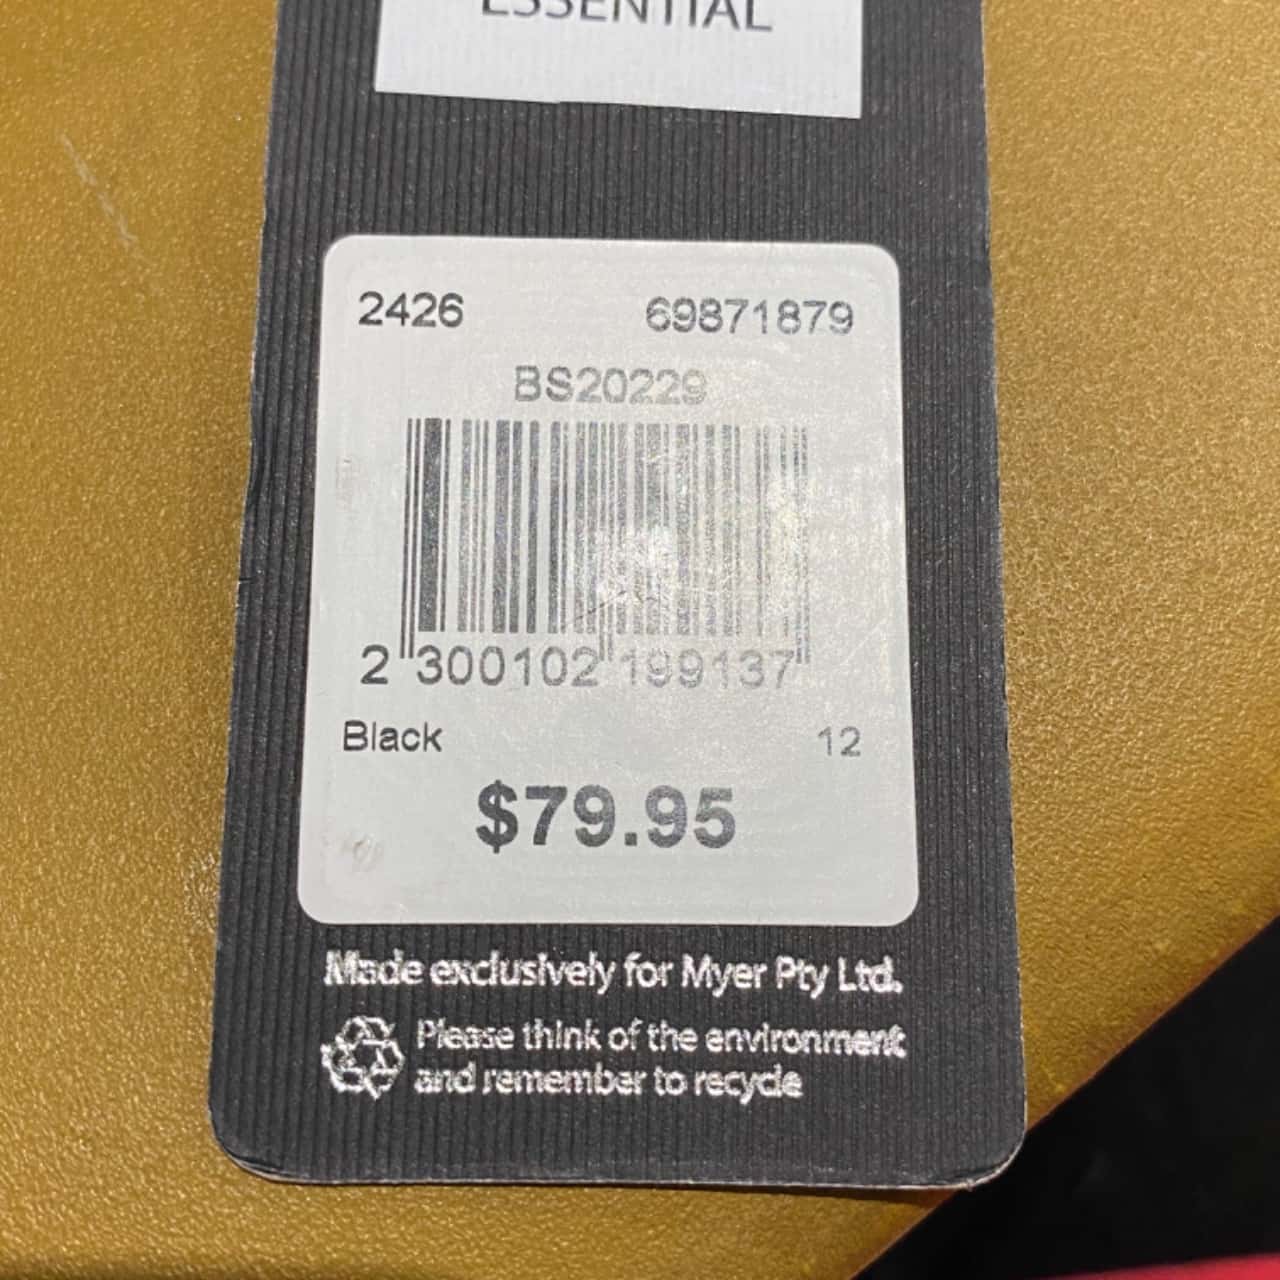 ESSENTIAL
2426 69871879
BS20229
2 300102 199137
Black 12
$79.95
Made exclusively for Myer Pty Ltd.
Please think of the environment
and remember to recycle